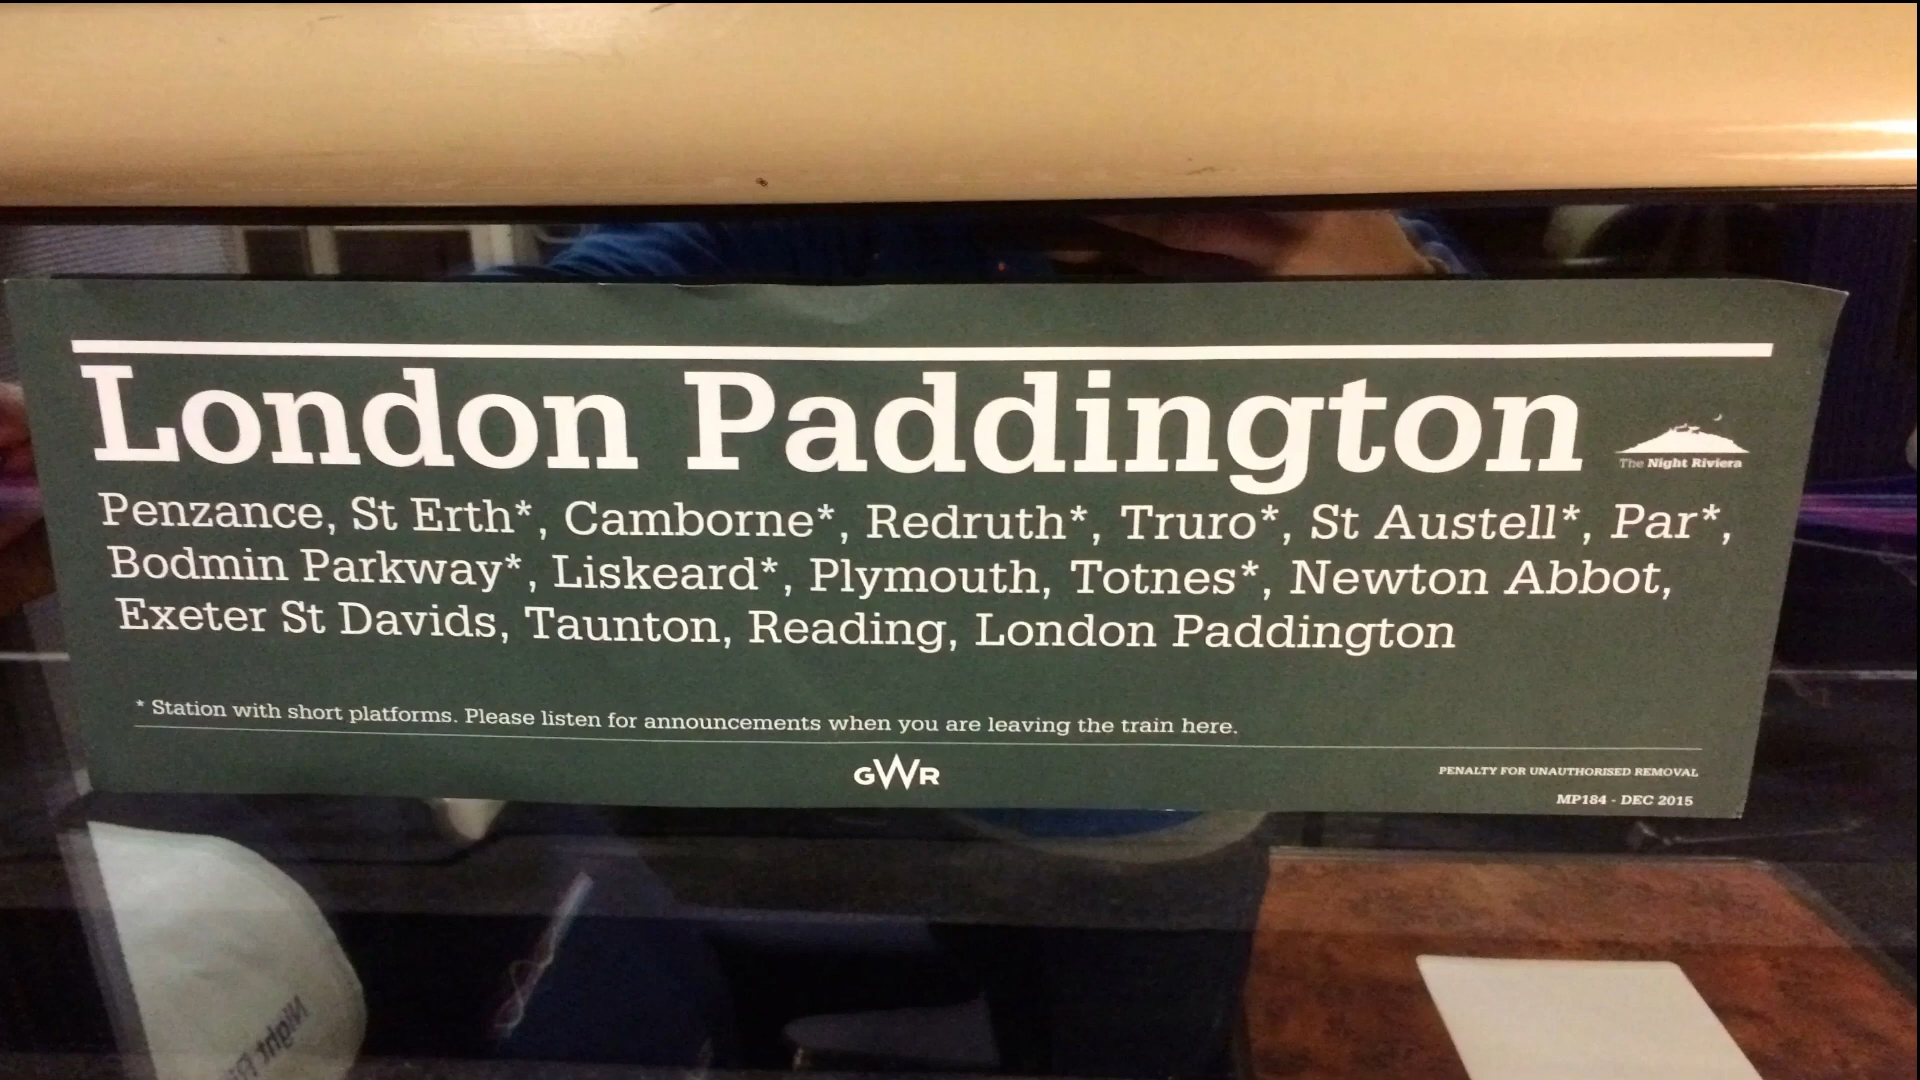 London Paddington
The Night Riviera
Penzance, St Erth*, Camborne*, Redruth*, Truro*, St Austell*, Par*,
Bodmin Parkway*, Liskeard*, Plymouth, Totnes*, Newton Abbot,
Exeter St Davids, Taunton, Reading, London Paddington
* Station with short platforms. Please listen for announcements when you are leaving the train here.
GWR
PENALTY FOR UNAUTHORISED REMOVAL
MP184 - DEC 2015
Night